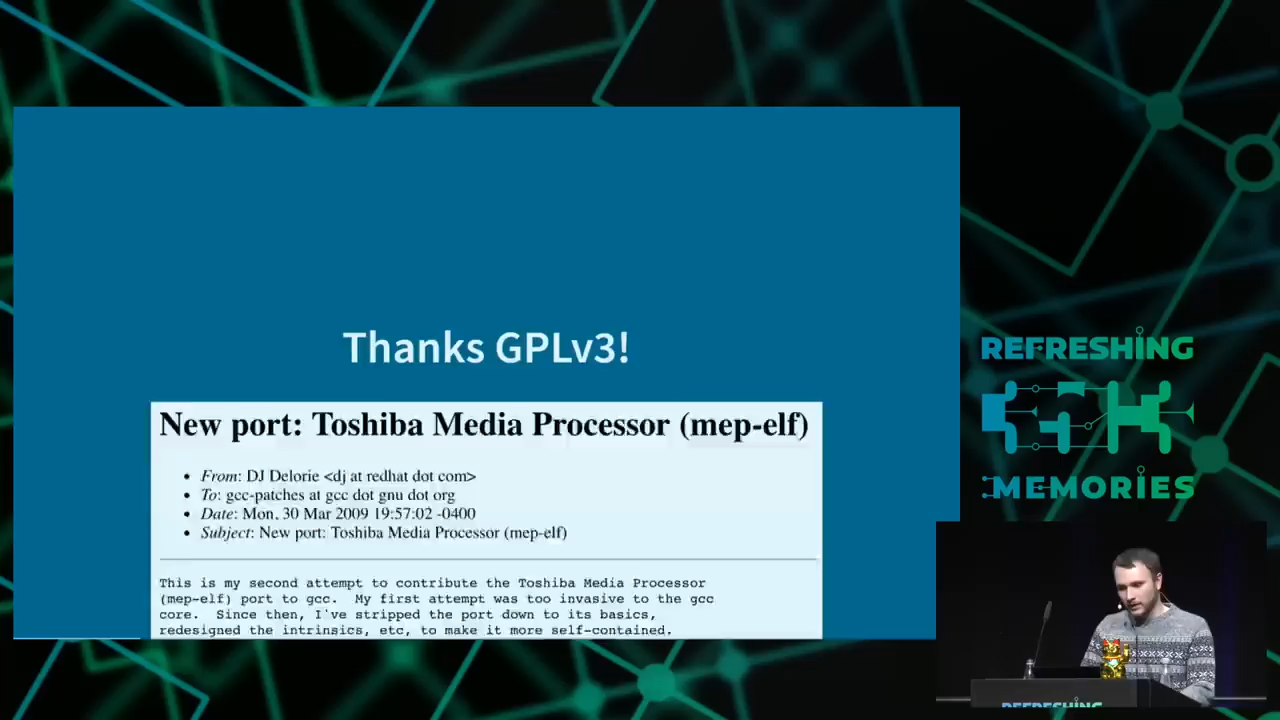 Thanks GPLv3!
New port: Toshiba Media Processor (mep-elf)
• From: DJ Delorie <dj at redhat dot com>
• To: gcc-patches at gcc dot gnu dot org
• Date: Mon, 30 Mar 2009 19:57:02 -0400
• Subject: New port: Toshiba Media Processor (mep-elf)
This is my second attempt to contribute the Toshiba Media Processor
(mep-elf) port to gcc. My first attempt was too invasive to the gcc
core. Since then, I've stripped the port down to its basics,
redesigned the intrinsics, etc, to make it more self-contained.
REFRESHING
MEMORIES
REFRESHING